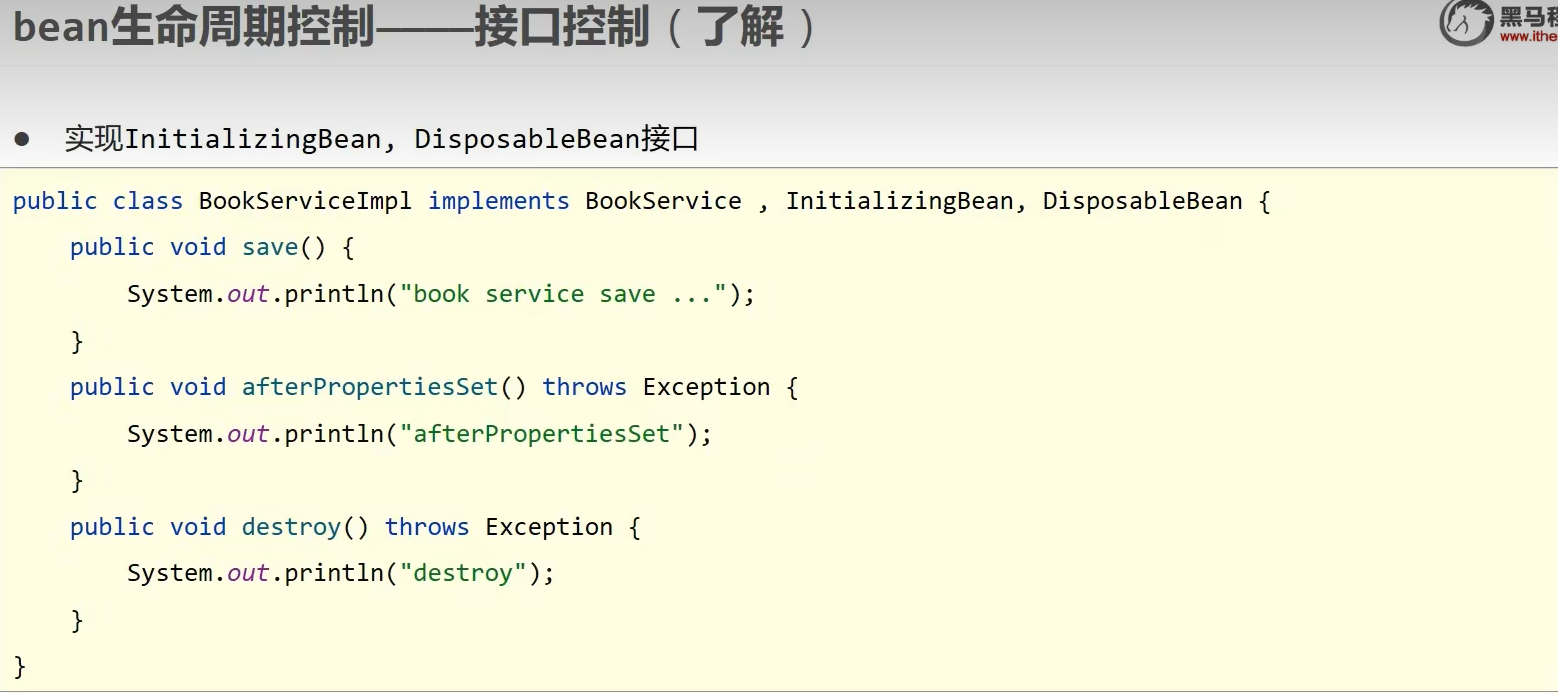 bean生命周期控制————接口控制（了解）
黑马程
www.ithe
● 实现InitializingBean, DisposableBean接口
public class BookServiceImpl implements BookService , InitializingBean, DisposableBean {
    public void save() {
        System.out.println("book service save ...");
    }
    public void afterPropertiesSet() throws Exception {
        System.out.println("afterPropertiesSet");
    }
    public void destroy() throws Exception {
        System.out.println("destroy");
    }
}